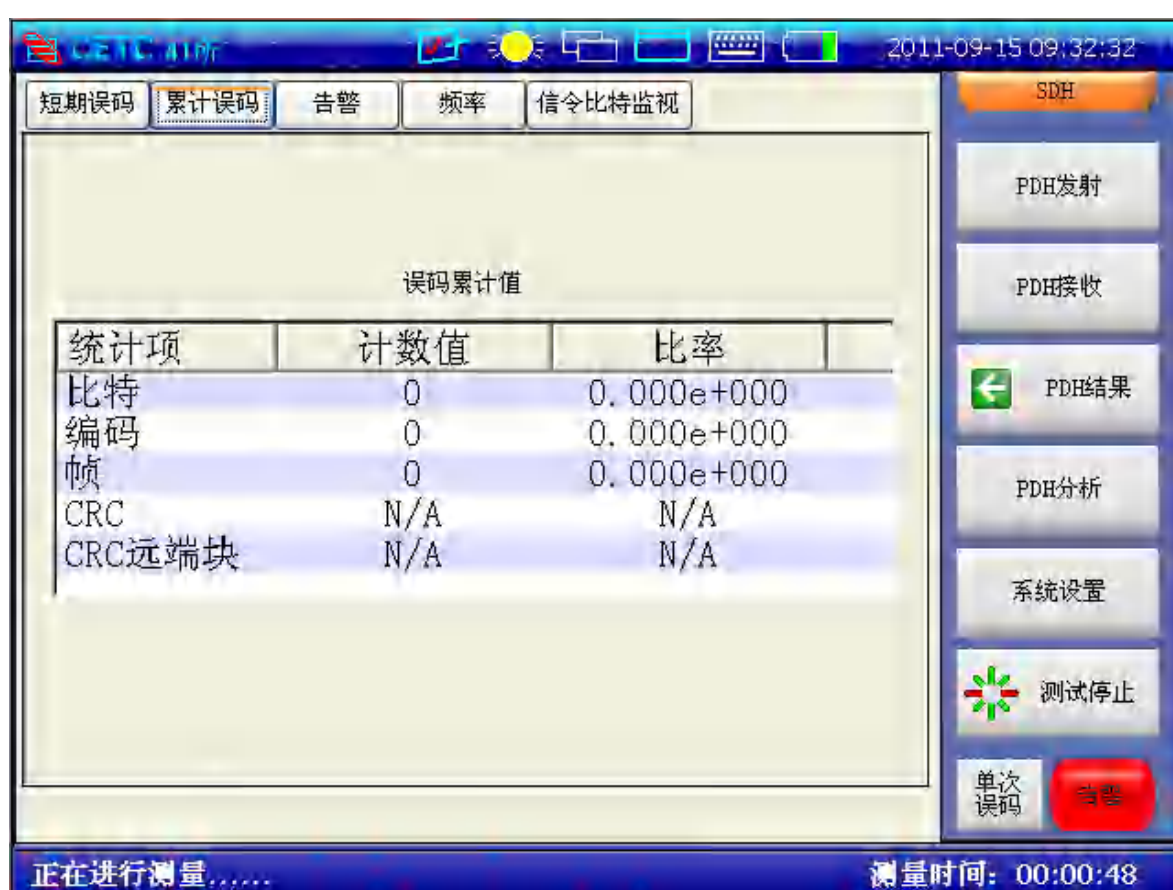 CETC 41所 2011-09-15 09:32:32
短期误码 累计误码 告警 频率 信令比特监视
SDH
PDH发射
PDH接收
PDH结果
PDH分析
系统设置
测试停止
单次
误码
告警
误码累计值
统计项 计数值 比率
比特 0 0.000e+000
编码 0 0.000e+000
帧 0 0.000e+000
CRC N/A N/A
CRC远端块 N/A N/A
正在进行测量...... 测量时间: 00:00:48